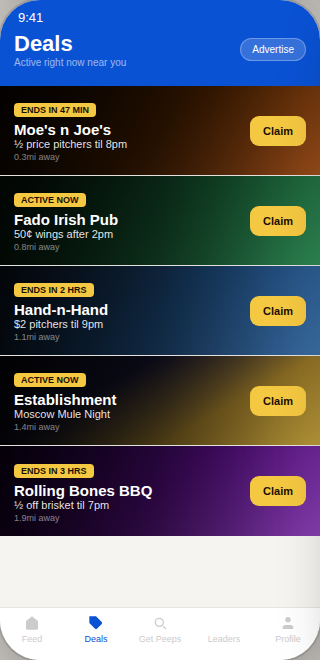 9:41
Deals
Advertise
Active right now near you
ENDS IN 47 MIN
Moe's n Joe's
½ price pitchers til 8pm
0.3mi away
Claim
ACTIVE NOW
Fado Irish Pub
50¢ wings after 2pm
0.8mi away
Claim
ENDS IN 2 HRS
Hand-n-Hand
$2 pitchers til 9pm
1.1mi away
Claim
ACTIVE NOW
Establishment
Moscow Mule Night
1.4mi away
Claim
ENDS IN 3 HRS
Rolling Bones BBQ
½ off brisket til 7pm
1.9mi away
Claim
Feed
Deals
Get Peeps
Leaders
Profile